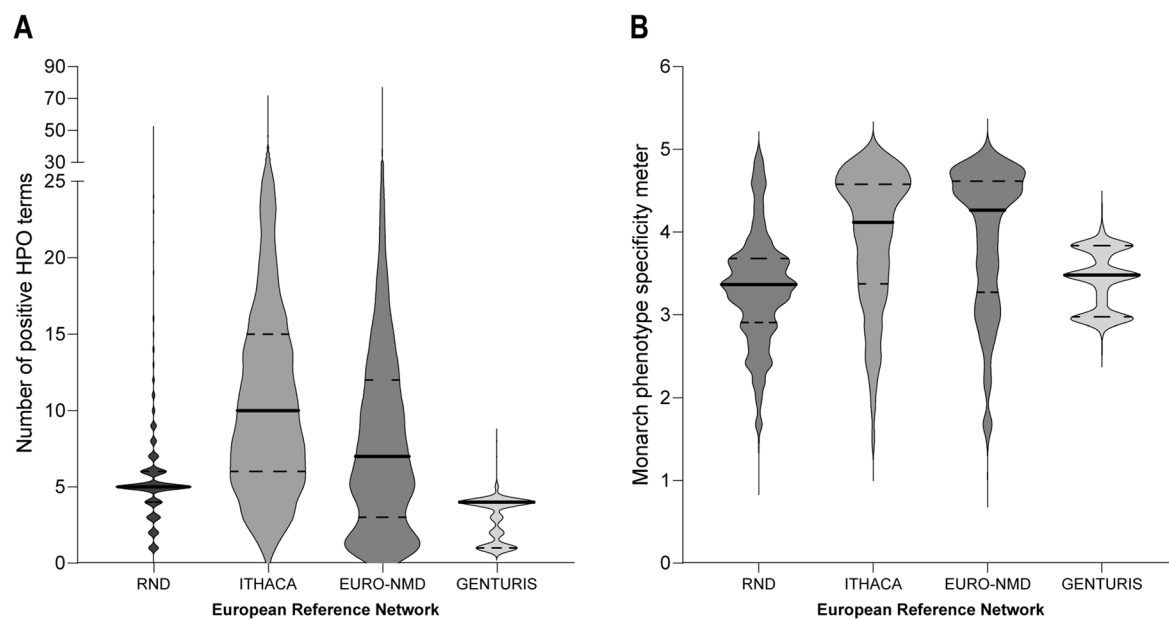 A
Number of positive HPO terms
90
70
50
30
25
20
15
10
5
0
RND ITHACA EURO-NMD GENTURIS
European Reference Network
B
Monarch phenotype specificity meter
6
5
4
3
2
1
0
RND ITHACA EURO-NMD GENTURIS
European Reference Network